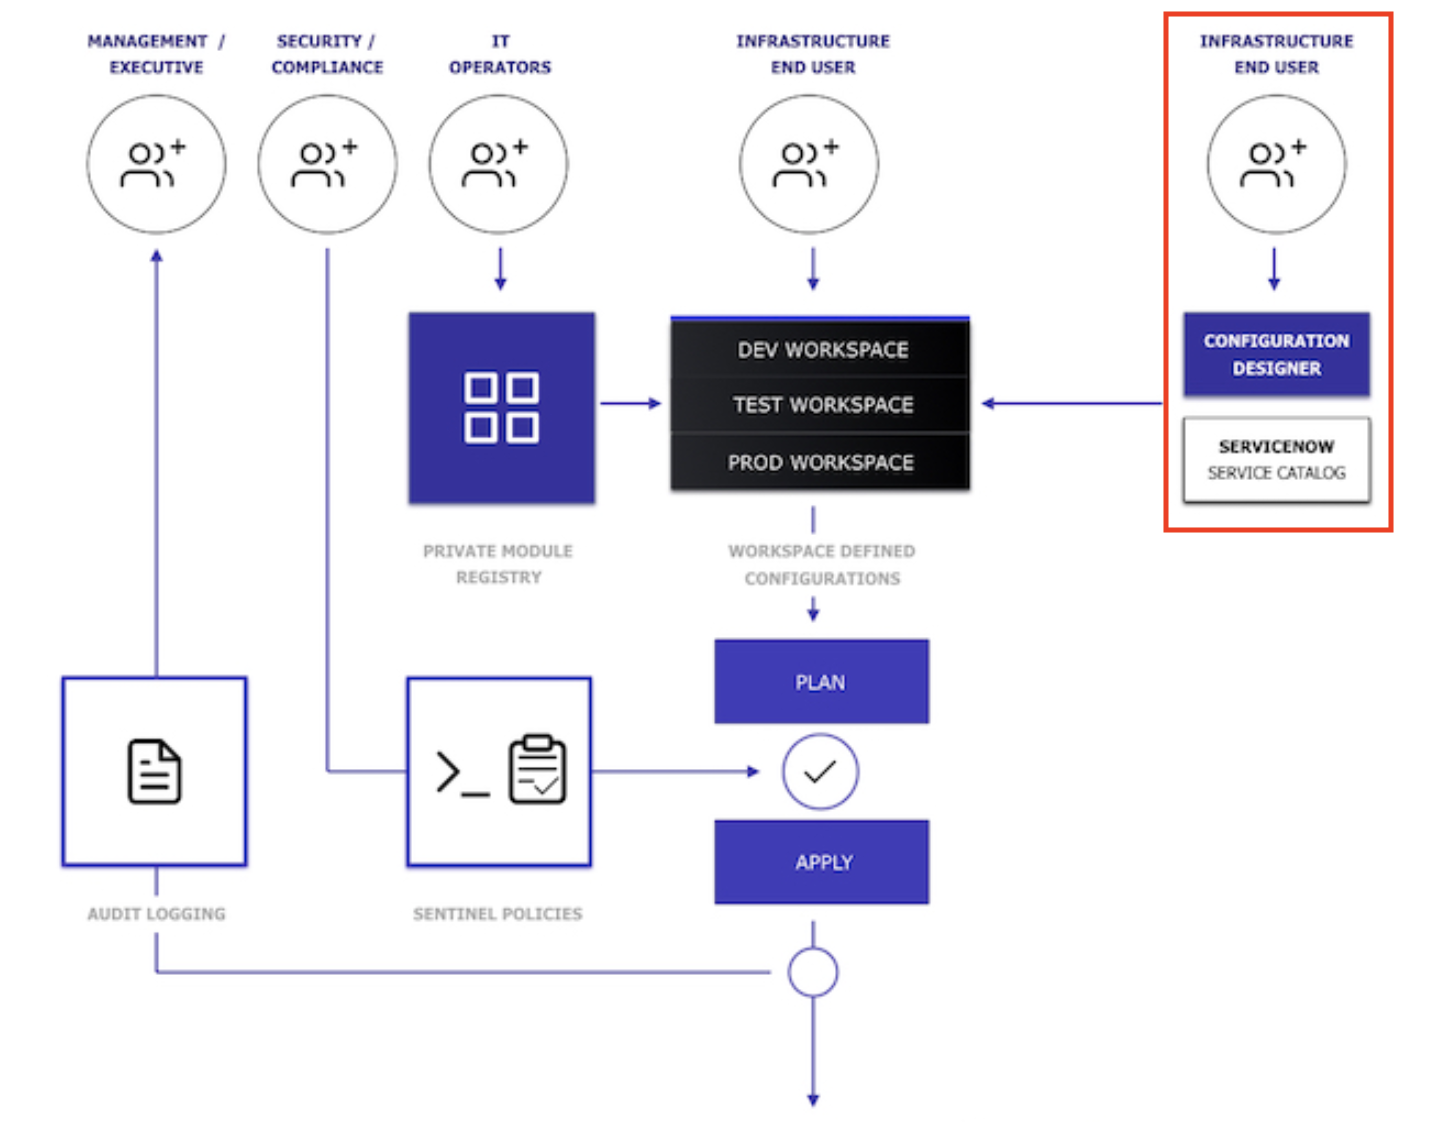 MANAGEMENT /
EXECUTIVE
SECURITY /
COMPLIANCE
IT
OPERATORS
INFRASTRUCTURE
END USER
INFRASTRUCTURE
END USER
DEV WORKSPACE
TEST WORKSPACE
PROD WORKSPACE
CONFIGURATION
DESIGNER
SERVICENOW
SERVICE CATALOG
PRIVATE MODULE
REGISTRY
WORKSPACE DEFINED
CONFIGURATIONS
PLAN
APPLY
AUDIT LOGGING
SENTINEL POLICIES